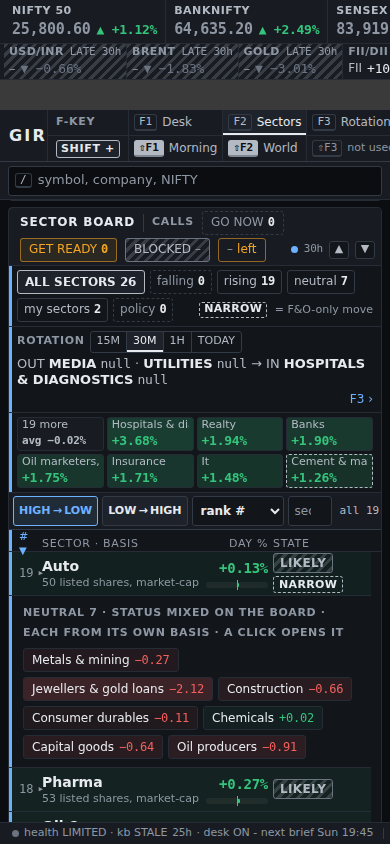 NIFTY 50 BANKNIFTY SENSEX
25,800.60 ▲ +1.12% 64,635.20 ▲ +2.49% 83,919
USD/INR LATE 30h BRENT LATE 30h GOLD LATE 30h FII/DII
– ▼ −0.66% – ▼ −1.83% – ▼ −3.01% FII +10
GIR F-KEY F1 Desk F2 Sectors F3 Rotation
SHIFT + ⇧F1 Morning ⇧F2 World ⇧F3 not used
/ symbol, company, NIFTY
SECTOR BOARD CALLS GO NOW 0
GET READY 0 BLOCKED – – left 30h ▲ ▼
ALL SECTORS 26 falling 0 rising 19 neutral 7
my sectors 2 policy 0 NARROW = F&O-only move
ROTATION 15M 30M 1H TODAY
OUT MEDIA null · UTILITIES null → IN HOSPITALS
& DIAGNOSTICS null
F3 ›
19 more Hospitals & di Realty Banks
avg −0.02% +3.68% +1.94% +1.90%
Oil marketers, Insurance It Cement & ma
+1.75% +1.71% +1.48% +1.26%
HIGH→LOW LOW→HIGH rank # sec all 19
# ▼ SECTOR · BASIS DAY % STATE
19 ▸ Auto +0.13% LIKELY
50 listed shares, market-cap NARROW
NEUTRAL 7 · STATUS MIXED ON THE BOARD ·
EACH FROM ITS OWN BASIS · A CLICK OPENS IT
Metals & mining −0.27
Jewellers & gold loans −2.12 Construction −0.66
Consumer durables −0.11 Chemicals +0.02
Capital goods −0.64 Oil producers −0.91
18 ▸ Pharma +0.27% LIKELY
53 listed shares, market-cap
health LIMITED · kb STALE 25h · desk ON - next brief Sun 19:45